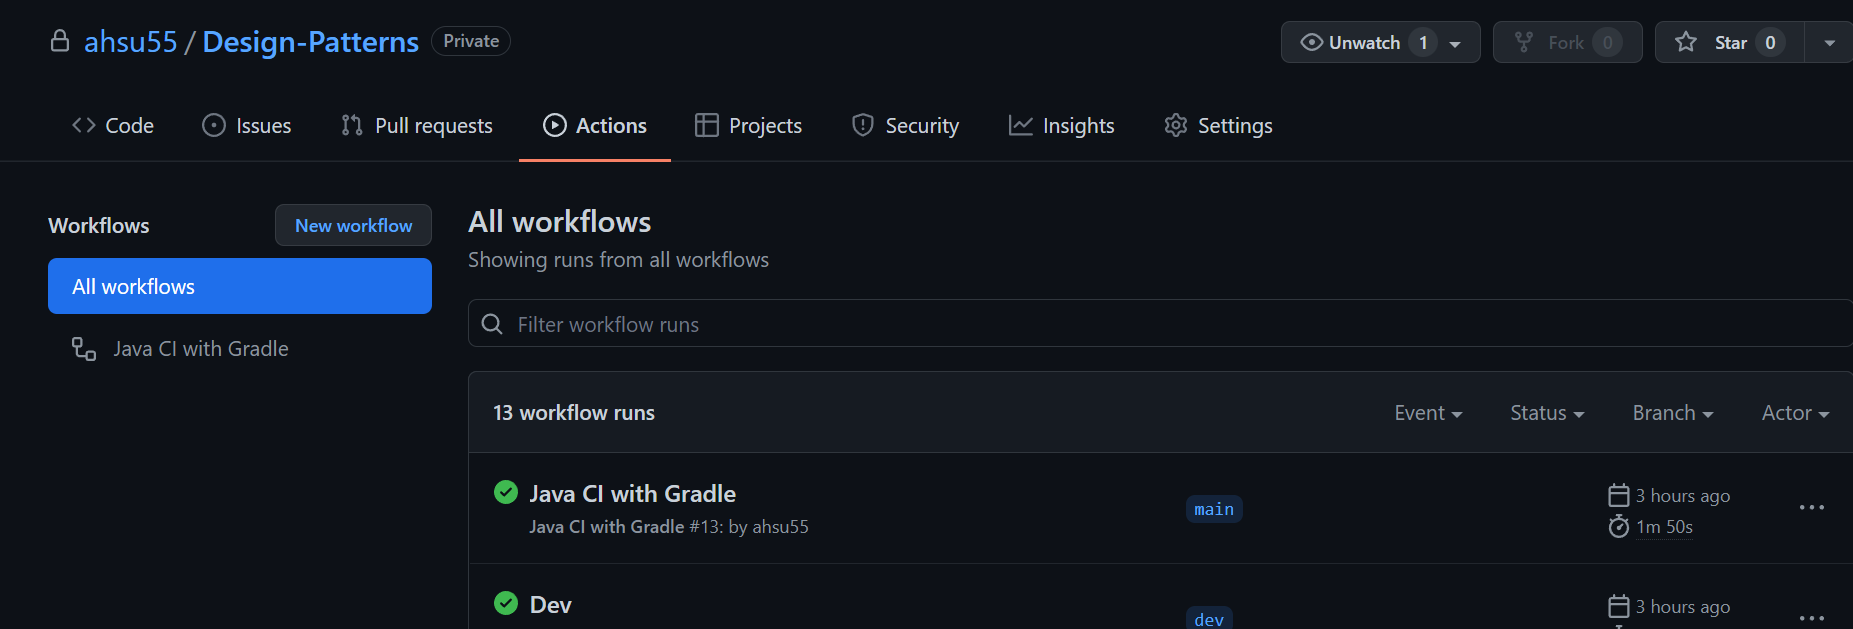 ahsu55 / Design-Patterns Private Unwatch 1 Fork 0 Star 0
Code Issues Pull requests Actions Projects Security Insights Settings
Workflows New workflow
All workflows
Java CI with Gradle
All workflows
Showing runs from all workflows
Filter workflow runs
13 workflow runs Event Status Branch Actor
Java CI with Gradle main 3 hours ago
Java CI with Gradle #13: by ahsu55 1m 50s
Dev dev 3 hours ago